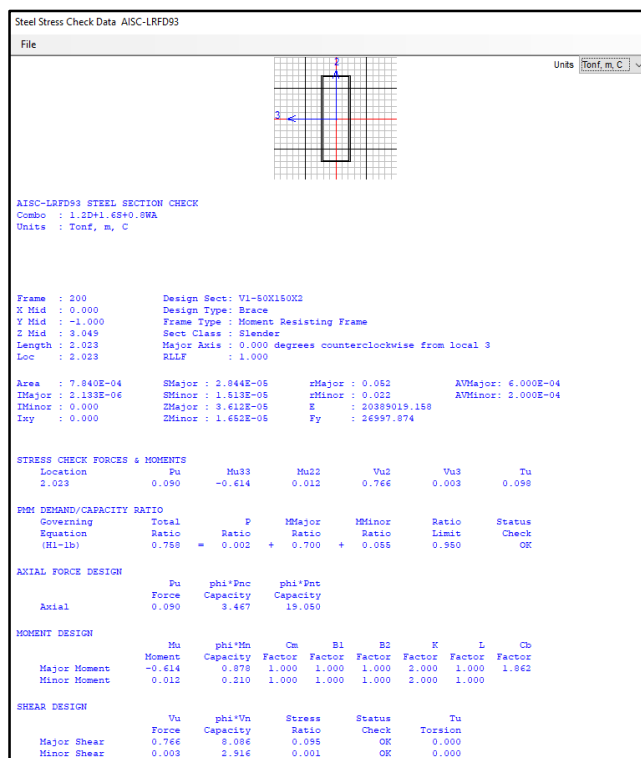 Steel Stress Check Data AISC-LRFD93
File
Units Tonf, m, C
2
3
AISC-LRFD93 STEEL SECTION CHECK
Combo : 1.2D+1.6S+0.8WA
Units : Tonf, m, C
Frame : 200 Design Sect: V1-50X150X2
X Mid : 0.000 Design Type: Brace
Y Mid : -1.000 Frame Type : Moment Resisting Frame
Z Mid : 3.049 Sect Class : Slender
Length : 2.023 Major Axis : 0.000 degrees counterclockwise from local 3
Loc : 2.023 RLLF : 1.000
Area : 7.840E-04 SMajor : 2.844E-05 rMajor : 0.052 AVMajor: 6.000E-04
IMajor : 2.133E-06 SMinor : 1.513E-05 rMinor : 0.022 AVMinor: 2.000E-04
IMinor : 0.000 ZMajor : 3.612E-05 E : 20389019.158
Ixy : 0.000 ZMinor : 1.652E-05 Fy : 26997.874
STRESS CHECK FORCES & MOMENTS
Location Pu Mu33 Mu22 Vu2 Vu3 Tu
2.023 0.090 -0.614 0.012 0.766 0.003 0.098
PMM DEMAND/CAPACITY RATIO
Governing Total P MMajor MMinor Ratio Status
Equation Ratio Ratio Ratio Ratio Limit Check
(H1-1b) 0.758 = 0.002 + 0.700 + 0.055 0.950 OK
AXIAL FORCE DESIGN
Pu phi*Pnc phi*Pnt
Force Capacity Capacity
Axial 0.090 3.467 19.050
MOMENT DESIGN
Mu phi*Mn Cm B1 B2 K L Cb
Moment Capacity Factor Factor Factor Factor Factor Factor
Major Moment -0.614 0.878 1.000 1.000 1.000 2.000 1.000 1.862
Minor Moment 0.012 0.210 1.000 1.000 1.000 2.000 1.000
SHEAR DESIGN
Vu phi*Vn Stress Status Tu
Force Capacity Ratio Check Torsion
Major Shear 0.766 8.086 0.095 OK 0.000
Minor Shear 0.003 2.916 0.001 OK 0.000